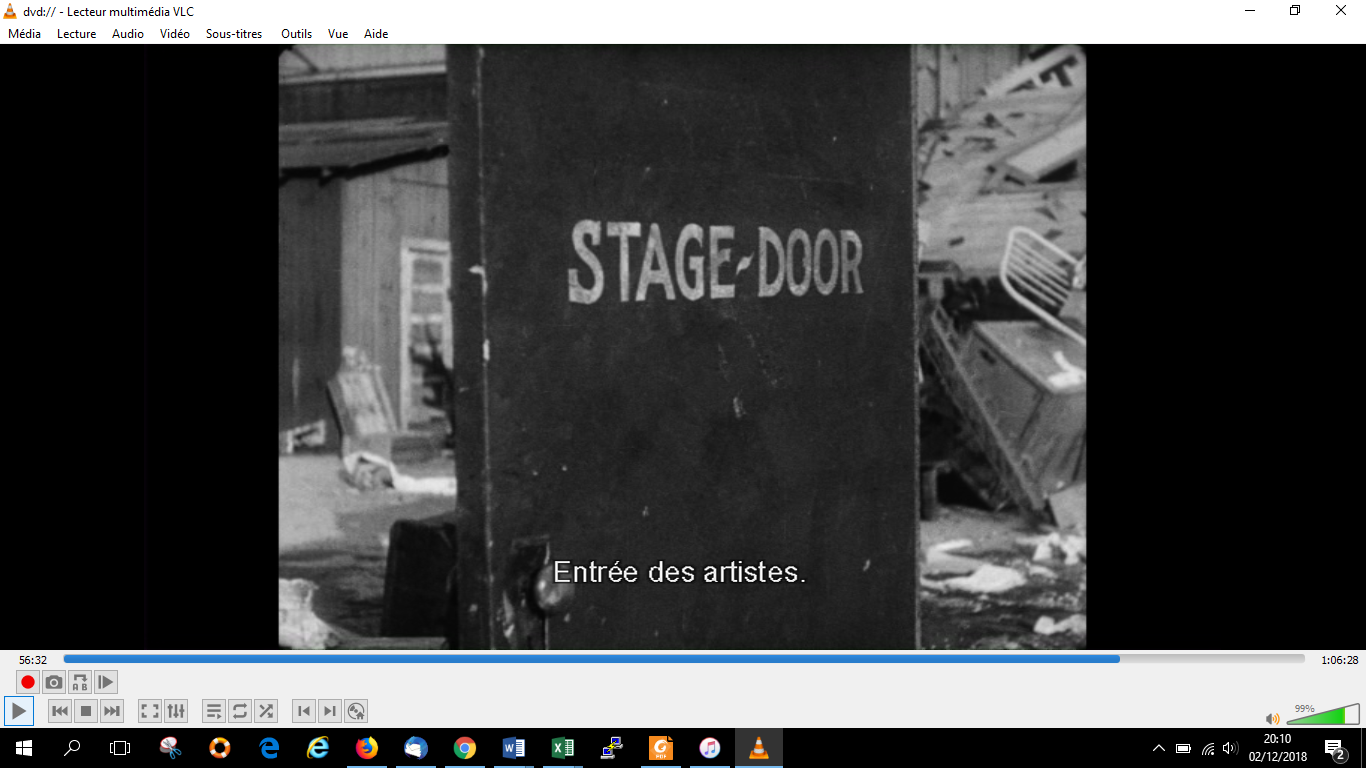 dvd:// - Lecteur multimédia VLC
Média Lecture Audio Vidéo Sous-titres Outils Vue Aide
STAGE-DOOR
Entrée des artistes.
56:32 1:06:28
A B
99%
W X PDF
20:10
02/12/2018
2